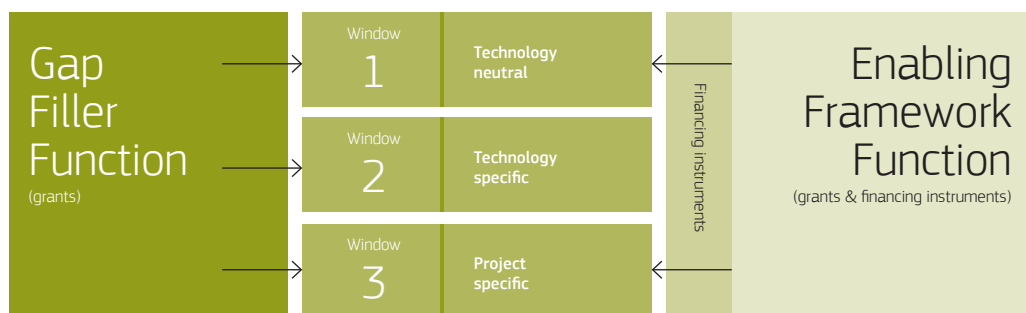 Gap
Filler
Function
(grants)
Window
1
Technology
neutral
Window
2
Technology
specific
Window
3
Project
specific
Financing instruments
Enabling
Framework
Function
(grants & financing instruments)